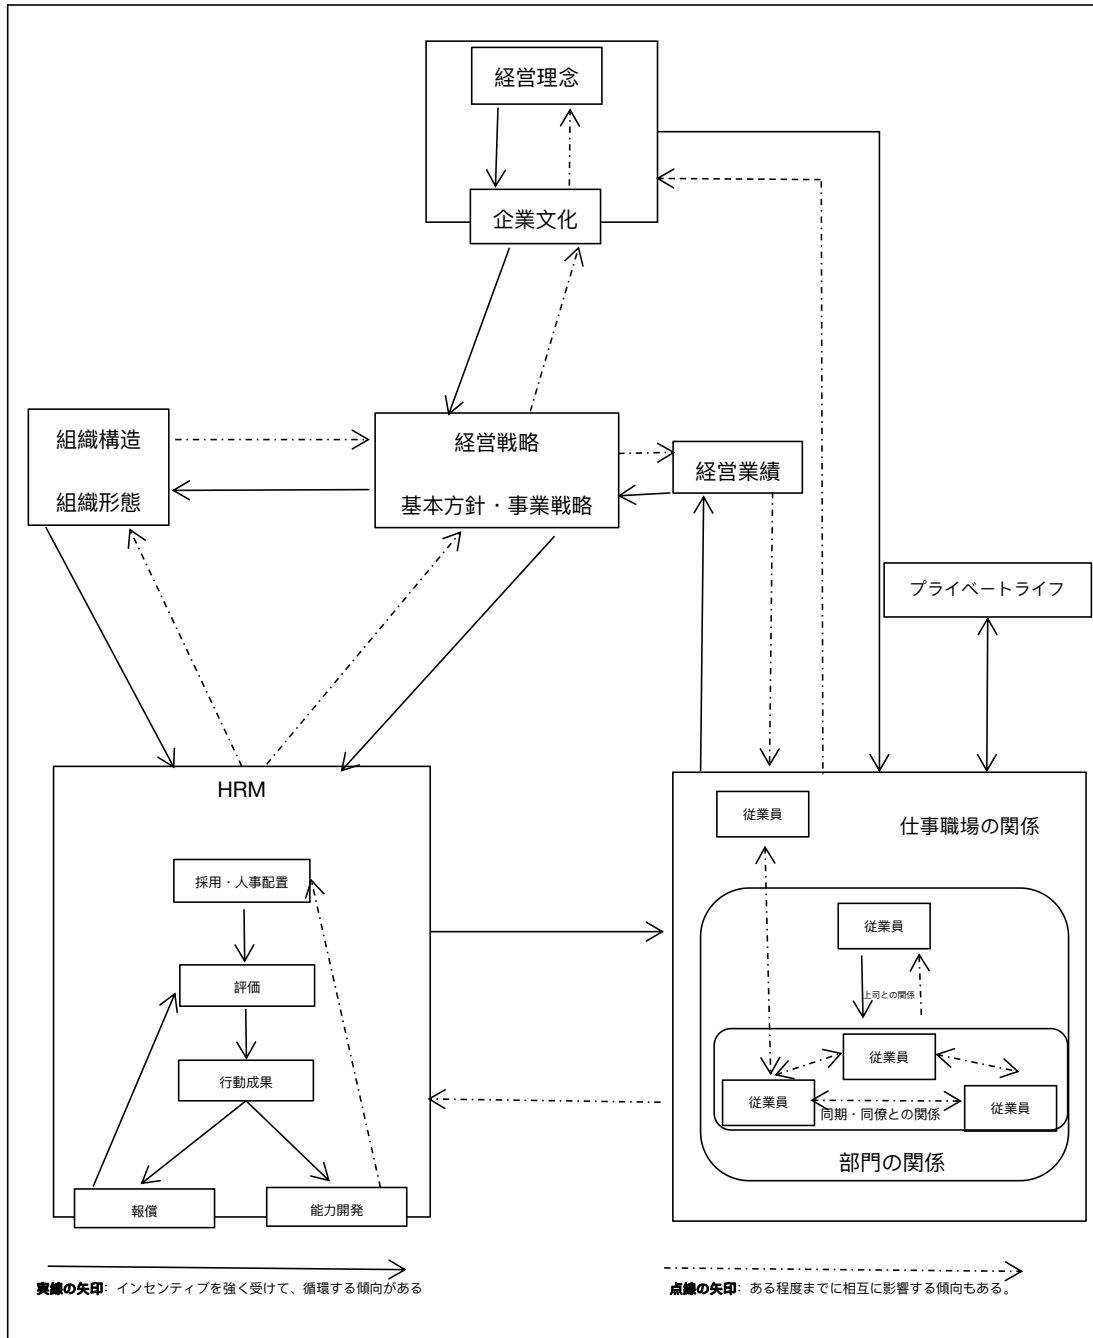 経営理念
企業文化
組織構造
組織形態
経営戦略
基本方針・事業戦略
経営業績
プライベートライフ
HRM
採用・人事配置
評価
行動成果
報償
能力開発
従業員
仕事職場の関係
従業員
上司との関係
従業員
従業員
従業員
同期・同僚との関係
部門の関係
実線の矢印: インセンティブを強く受けて、循環する傾向がある
点線の矢印: ある程度までに相互に影響する傾向もある。